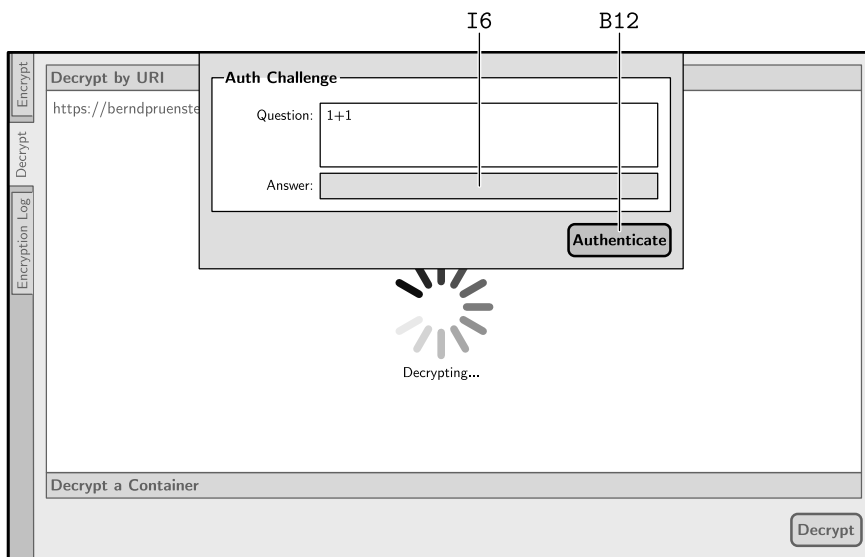 I6 B12
Encrypt
Decrypt
Encryption Log
Decrypt by URI
https://berndpruenste
Auth Challenge
Question: 1+1
Answer:
Authenticate
Decrypting...
Decrypt a Container
Decrypt